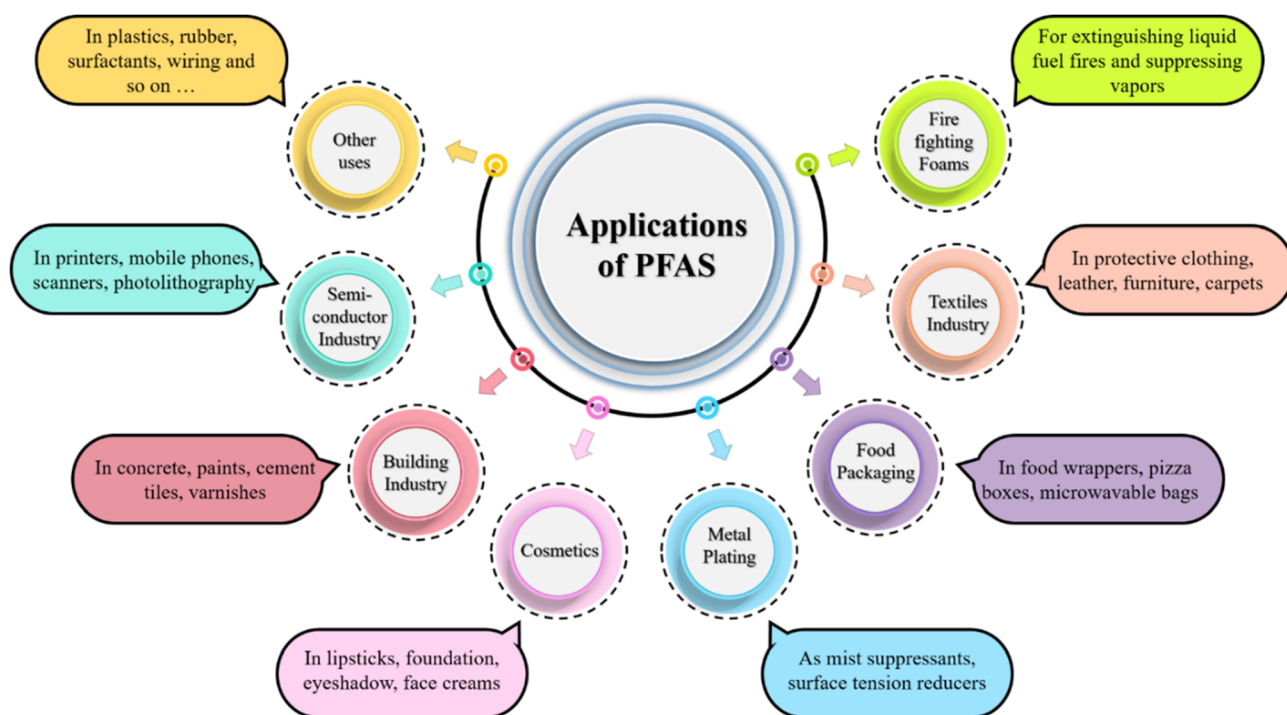 Applications
of PFAS
In plastics, rubber,
surfactants, wiring and
so on …
Other
uses
In printers, mobile phones,
scanners, photolithography
Semi-
conductor
Industry
In concrete, paints, cement
tiles, varnishes
Building
Industry
In lipsticks, foundation,
eyeshadow, face creams
Cosmetics
As mist suppressants,
surface tension reducers
Metal
Plating
In food wrappers, pizza
boxes, microwavable bags
Food
Packaging
In protective clothing,
leather, furniture, carpets
Textiles
Industry
For extinguishing liquid
fuel fires and suppressing
vapors
Fire
fighting
Foams